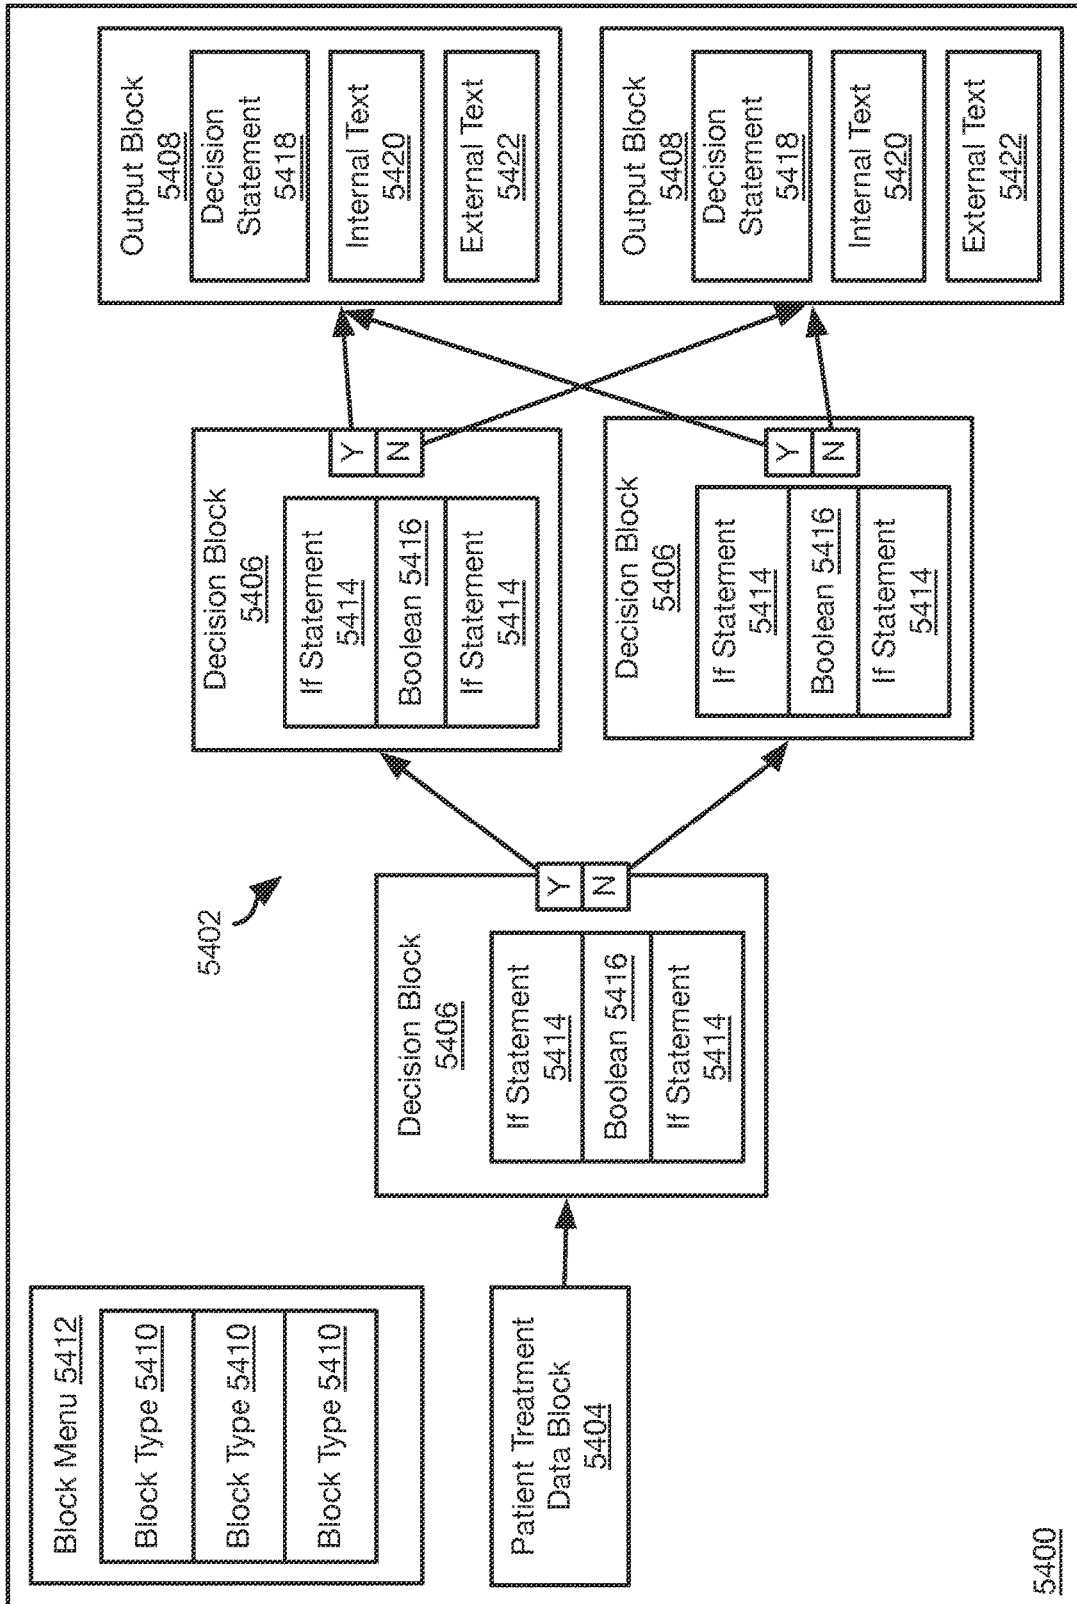 Block Menu 5412
Block Type 5410
Block Type 5410
Block Type 5410
Patient Treatment
Data Block
5404
5402
Decision Block
5406
If Statement
5414
Boolean 5416
If Statement
5414
Y
N
Decision Block
5406
If Statement
5414
Boolean 5416
If Statement
5414
Y
N
Decision Block
5406
If Statement
5414
Boolean 5416
If Statement
5414
Y
N
Output Block
5408
Decision
Statement
5418
Internal Text
5420
External Text
5422
Output Block
5408
Decision
Statement
5418
Internal Text
5420
External Text
5422
5400